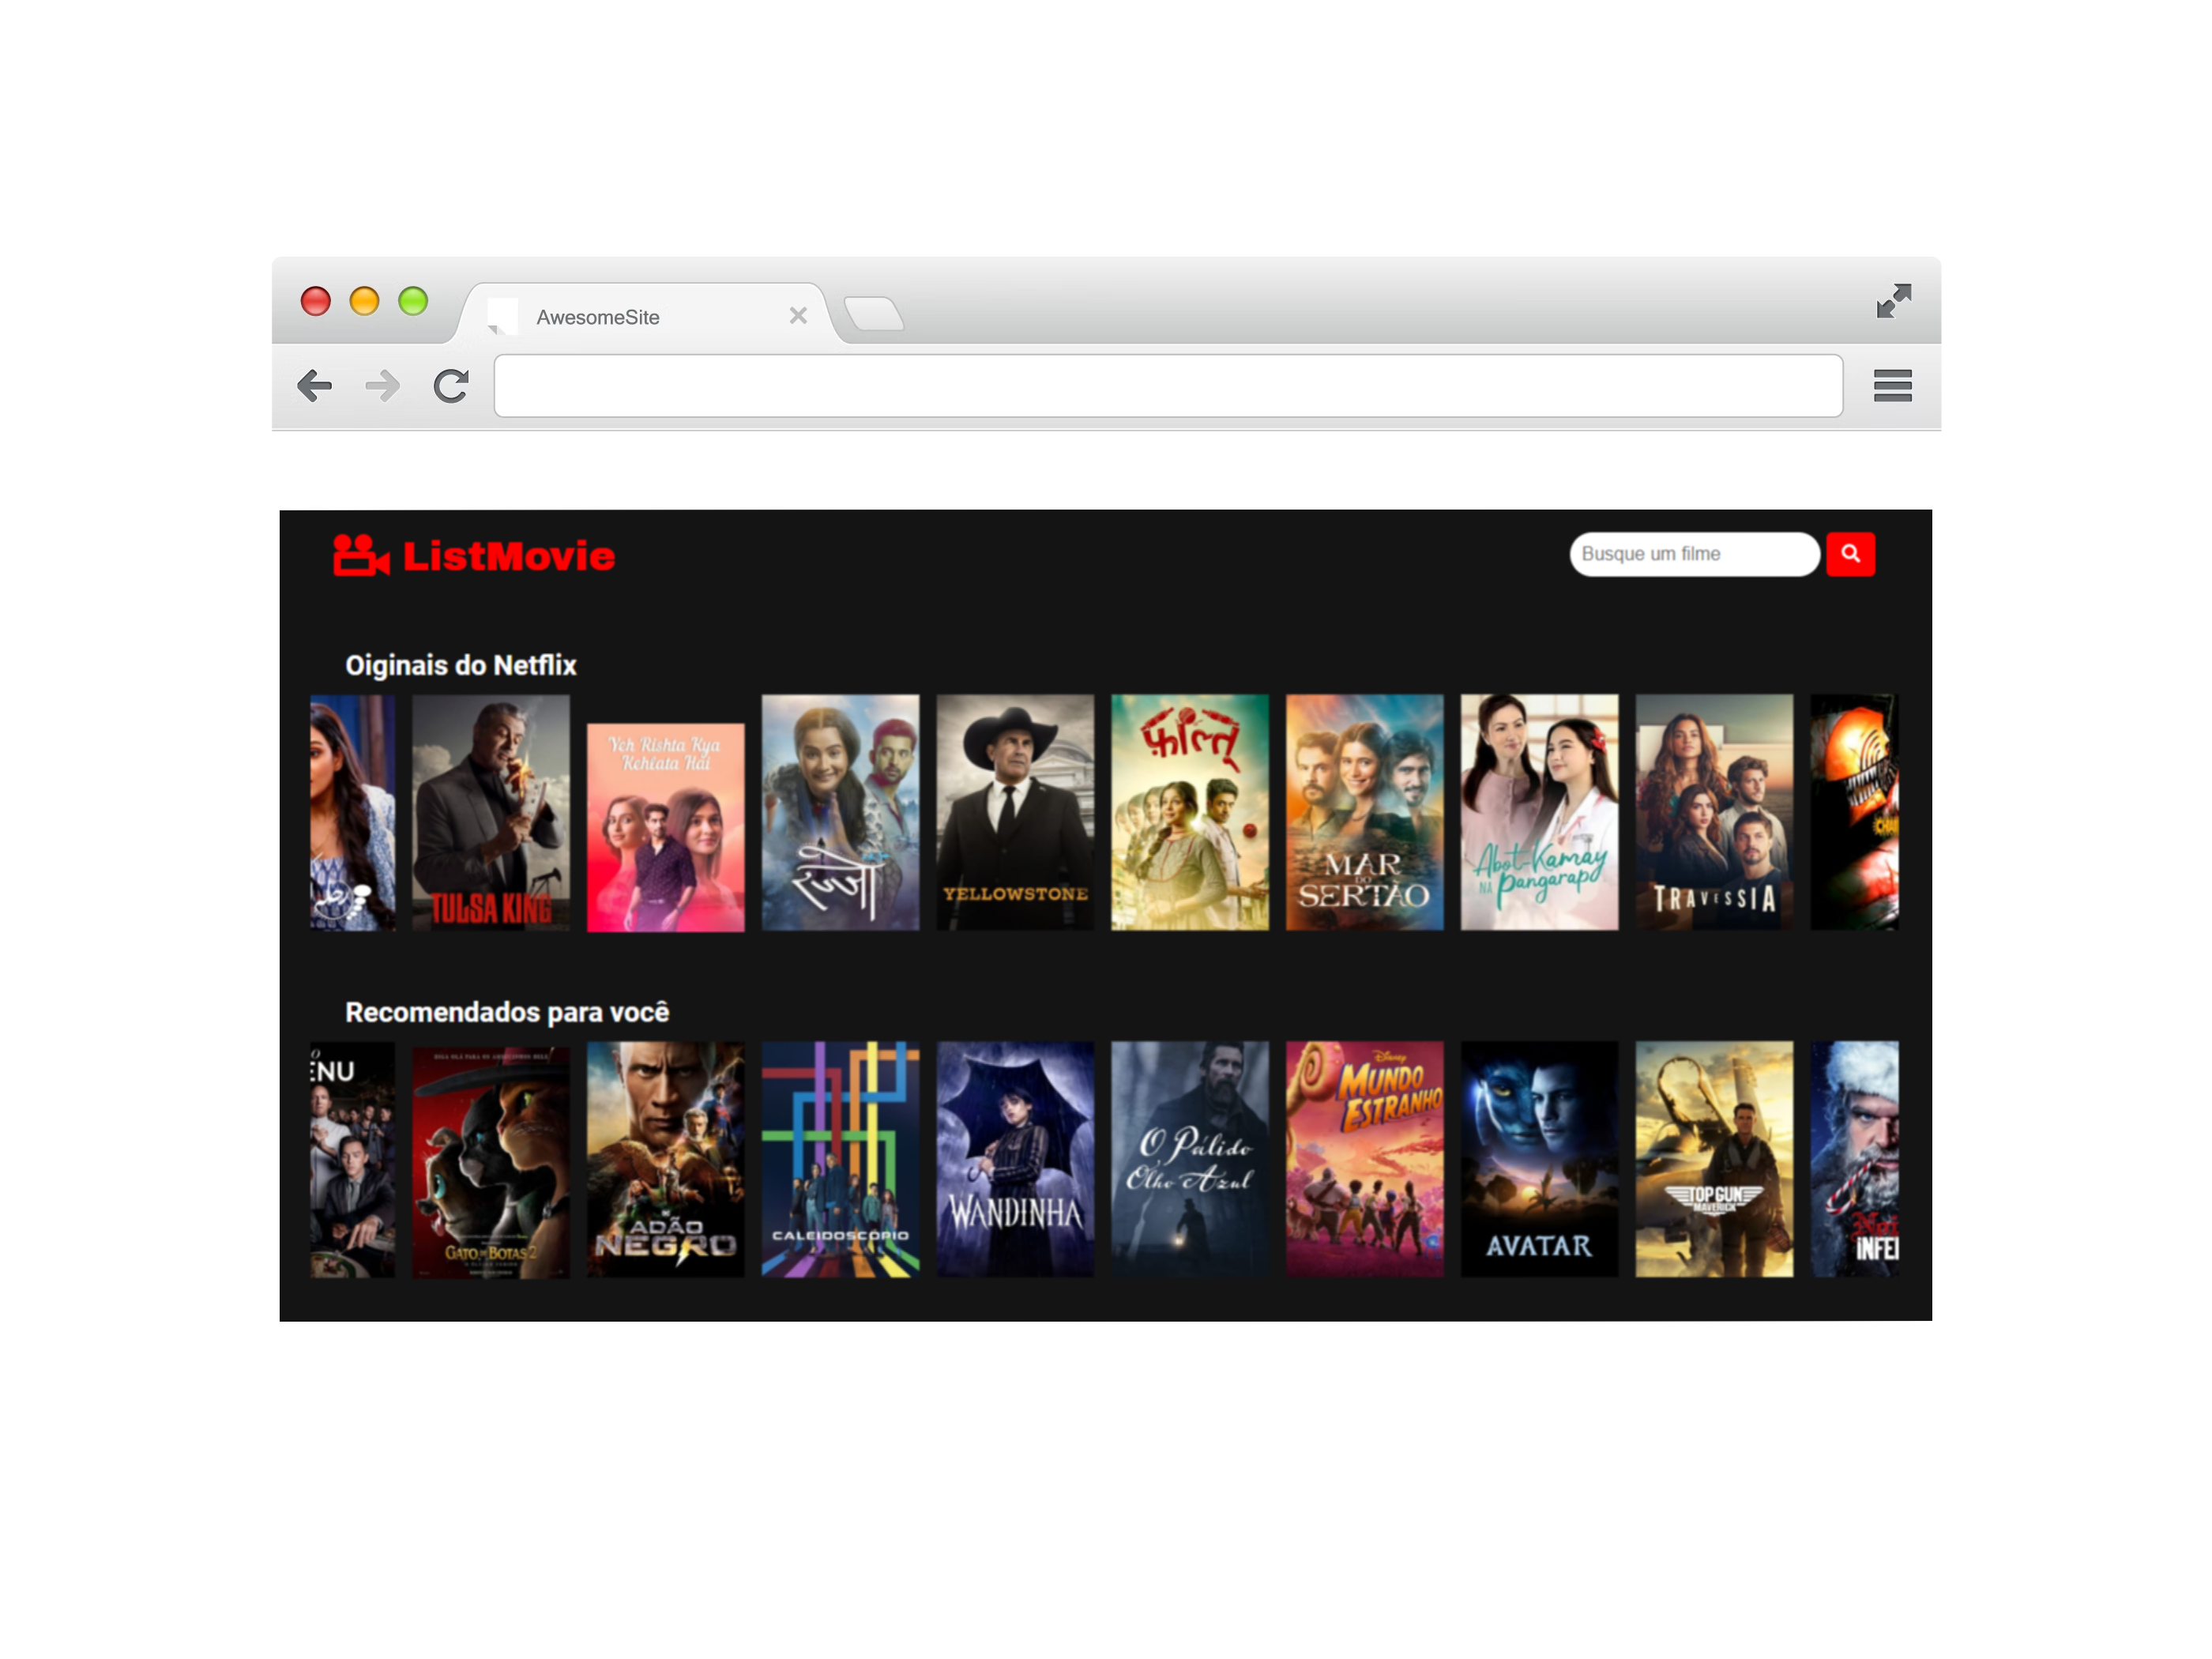 AwesomeSite
ListMovie
Busque um filme
Oiginais do Netflix
TULSA KING
Yeh Rishta Kya
Kehlata Hai
रज्जो
YELLOWSTONE
फ़ालतू
MAR
DO
SERTÃO
Abot-Kamay
NA Pangarap
TRAVESSIA
Recomendados para você
O
ENU
GATO DE BOTAS 2
ADÃO
NEGRO
CALEIDOSCÓPIO
WANDINHA
O Pálido
Olho Azul
Disney
MUNDO
ESTRANHO
AVATAR
TOP GUN
MAVERICK
INFE